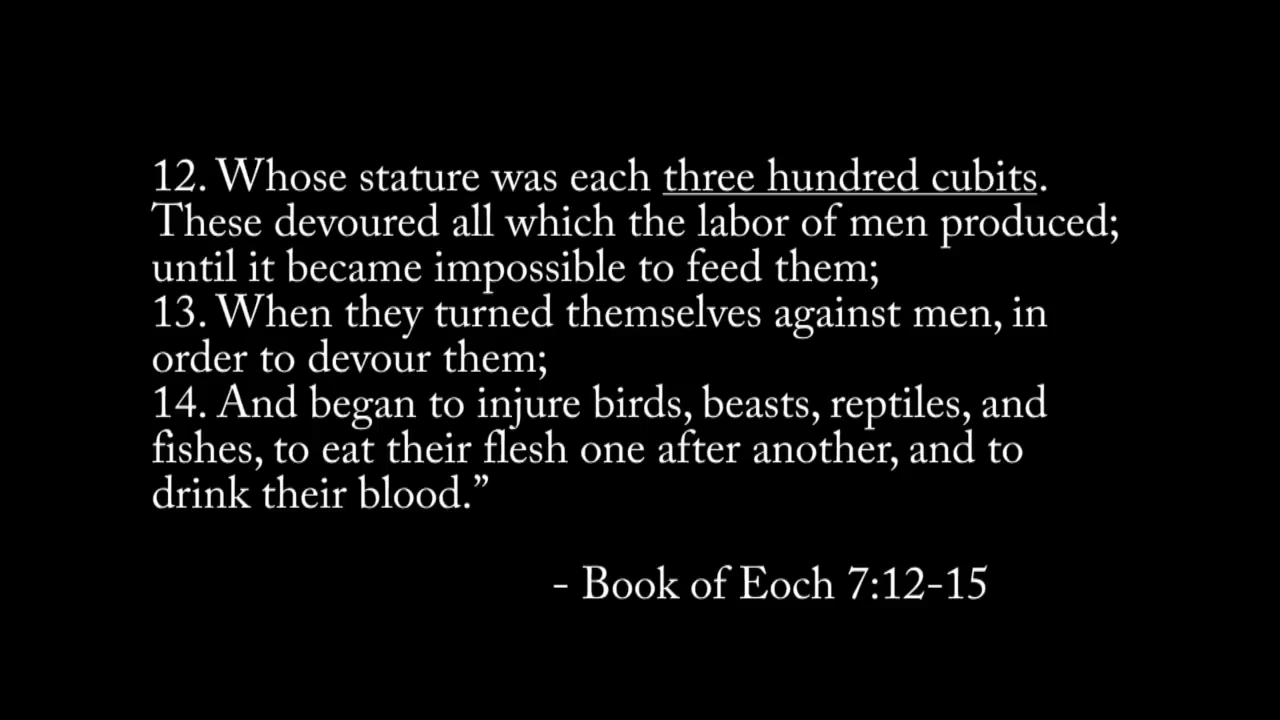 12. Whose stature was each three hundred cubits.
These devoured all which the labor of men produced;
until it became impossible to feed them;
13. When they turned themselves against men, in
order to devour them;
14. And began to injure birds, beasts, reptiles, and
fishes, to eat their flesh one after another, and to
drink their blood.”
- Book of Eoch 7:12-15